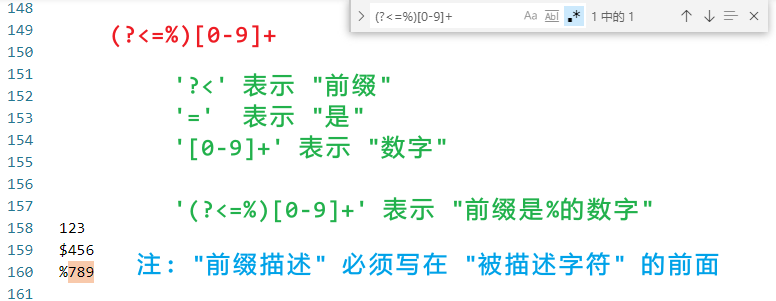 (?<=%)[0-9]+ Aa Abl .* 1 中的 1
148
149 (?<=%)[0-9]+
150
151 '?<' 表示 "前缀"
152
153 '=' 表示 "是"
154 '[0-9]+' 表示 "数字"
155
156
157 '(?<=%)[0-9]+' 表示 "前缀是%的数字"
158 123
159 $456
160 %789 注: "前缀描述" 必须写在 "被描述字符" 的前面
161